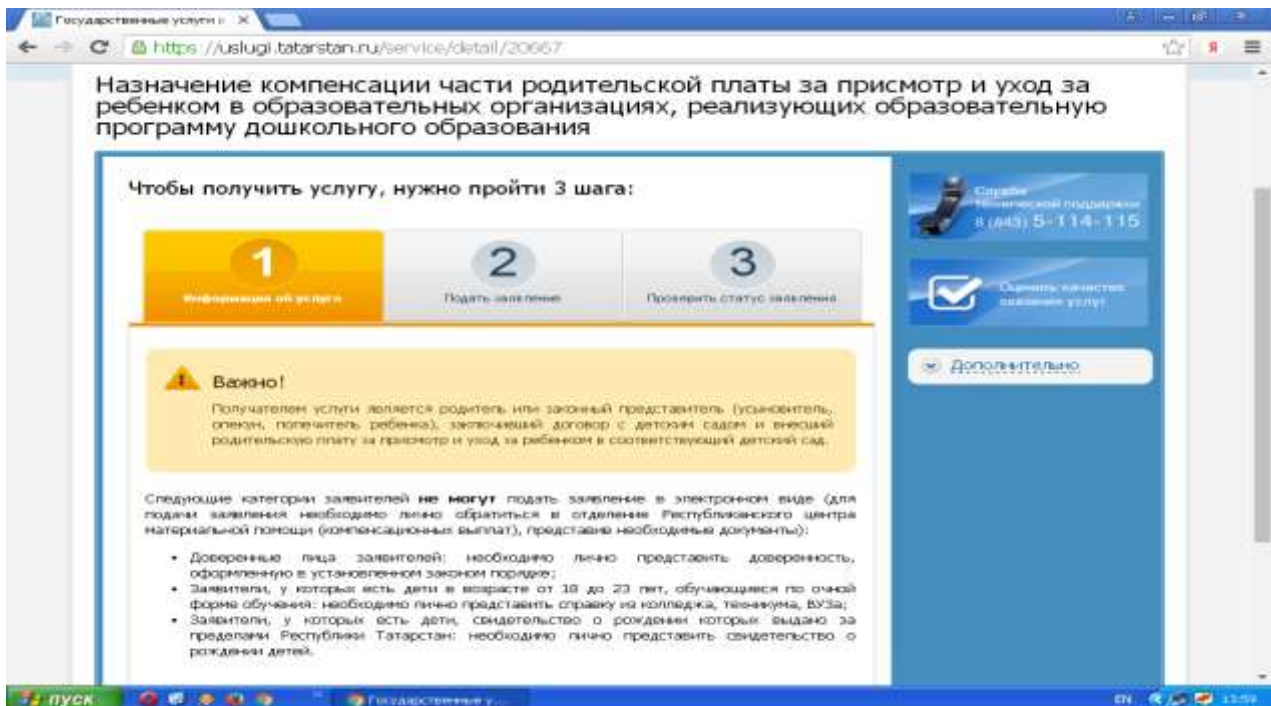 Государственные услуги и
https://uslugi.tatarstan.ru/service/detail/20667
Назначение компенсации части родительской платы за присмотр и уход за
ребенком в образовательных организациях, реализующих образовательную
программу дошкольного образования
Чтобы получить услугу, нужно пройти 3 шага:
1
Информация об услуге
2
Подать заявление
3
Проверить статус заявления
Служба
технической поддержки
8 (843) 5-114-115
Оценить качество
оказания услуг
Дополнительно
Важно!
Получателем услуги является родитель или законный представитель (усыновитель,
опекун, попечитель ребенка), заключивший договор с детским садом и внесший
родительскую плату за присмотр и уход за ребенком в соответствующий детский сад.
Следующие категории заявителей не могут подать заявление в электронном виде (для
подачи заявления необходимо лично обратиться в отделение Республиканского центра
материальной помощи (компенсационных выплат), представив необходимые документы):
• Доверенные лица заявителей: необходимо лично представить доверенность,
оформленную в установленном законом порядке;
• Заявители, у которых есть дети в возрасте от 18 до 23 лет, обучающиеся по очной
форме обучения: необходимо лично представить справку из колледжа, техникума, ВУЗа;
• Заявители, у которых есть дети, свидетельство о рождении которых выдано за
пределами Республики Татарстан: необходимо лично представить свидетельство о
рождении детей.
пуск
Государственные у...
EN
13:59